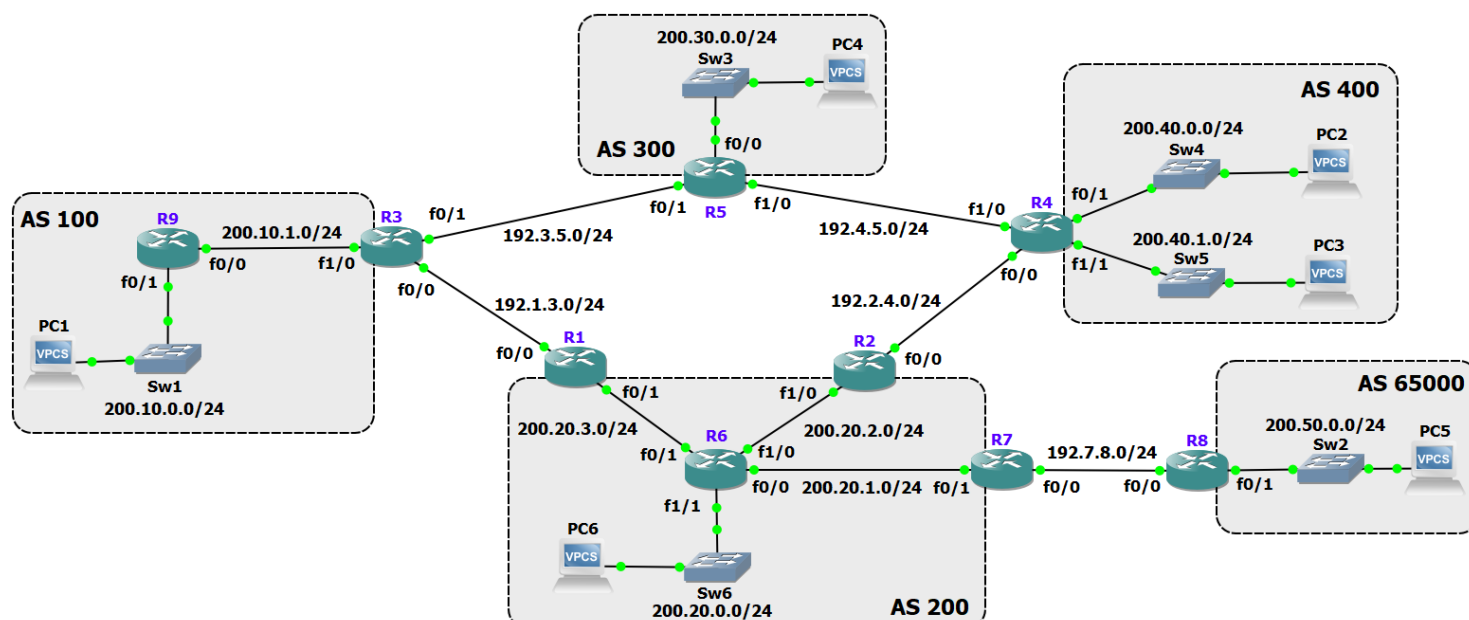 200.30.0.0/24
PC4
Sw3
VPCS
f0/0
AS 300
R5
f0/1
f1/0
AS 400
200.40.0.0/24
PC2
Sw4
VPCS
f0/1
R4
f1/0
200.40.1.0/24
PC3
Sw5
VPCS
f1/1
f0/0
AS 100
R9
200.10.1.0/24
R3
f0/1
f0/0
f1/0
f0/1
f0/0
PC1
VPCS
Sw1
200.10.0.0/24
192.3.5.0/24
192.4.5.0/24
192.1.3.0/24
192.2.4.0/24
R1
f0/0
f0/1
R2
f0/0
f1/0
200.20.3.0/24
200.20.2.0/24
R6
f0/1
f1/0
f0/0
200.20.1.0/24
f1/1
PC6
VPCS
Sw6
200.20.0.0/24
AS 200
R7
f0/1
f0/0
192.7.8.0/24
R8
f0/0
f0/1
AS 65000
200.50.0.0/24
Sw2
PC5
VPCS